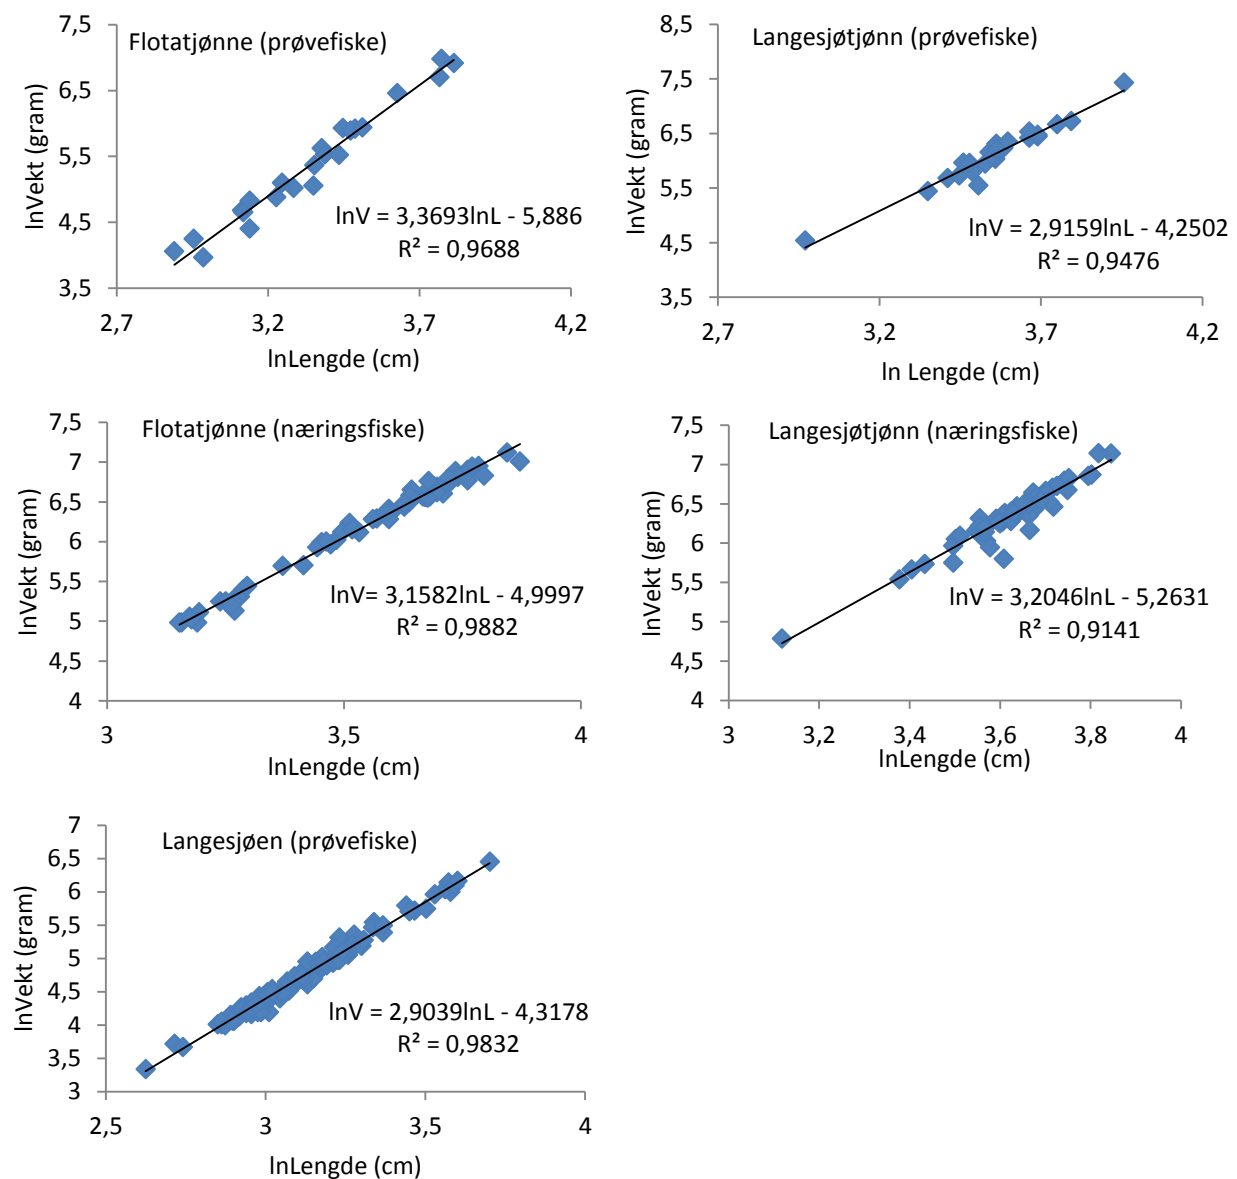 Flotatjønne (prøvefiske)
lnVekt (gram)
7,5
6,5
5,5
4,5
3,5
lnV = 3,3693lnL - 5,886
R² = 0,9688
2,7 3,2 3,7 4,2
lnLengde (cm)
Langesjøtjønn (prøvefiske)
lnVekt (gram)
8,5
7,5
6,5
5,5
4,5
3,5
lnV = 2,9159lnL - 4,2502
R² = 0,9476
2,7 3,2 3,7 4,2
ln Lengde (cm)
Flotatjønne (næringsfiske)
lnVekt (gram)
7,5
7
6,5
6
5,5
5
4,5
4
lnV= 3,1582lnL - 4,9997
R² = 0,9882
3 3,5 4
lnLengde (cm)
Langesjøtjønn (næringsfiske)
lnVekt (gram)
7,5
7
6,5
6
5,5
5
4,5
4
lnV = 3,2046lnL - 5,2631
R² = 0,9141
3 3,2 3,4 3,6 3,8 4
lnLengde (cm)
Langesjøen (prøvefiske)
lnVekt (gram)
7
6,5
6
5,5
5
4,5
4
3,5
3
lnV = 2,9039lnL - 4,3178
R² = 0,9832
2,5 3 3,5 4
lnLengde (cm)